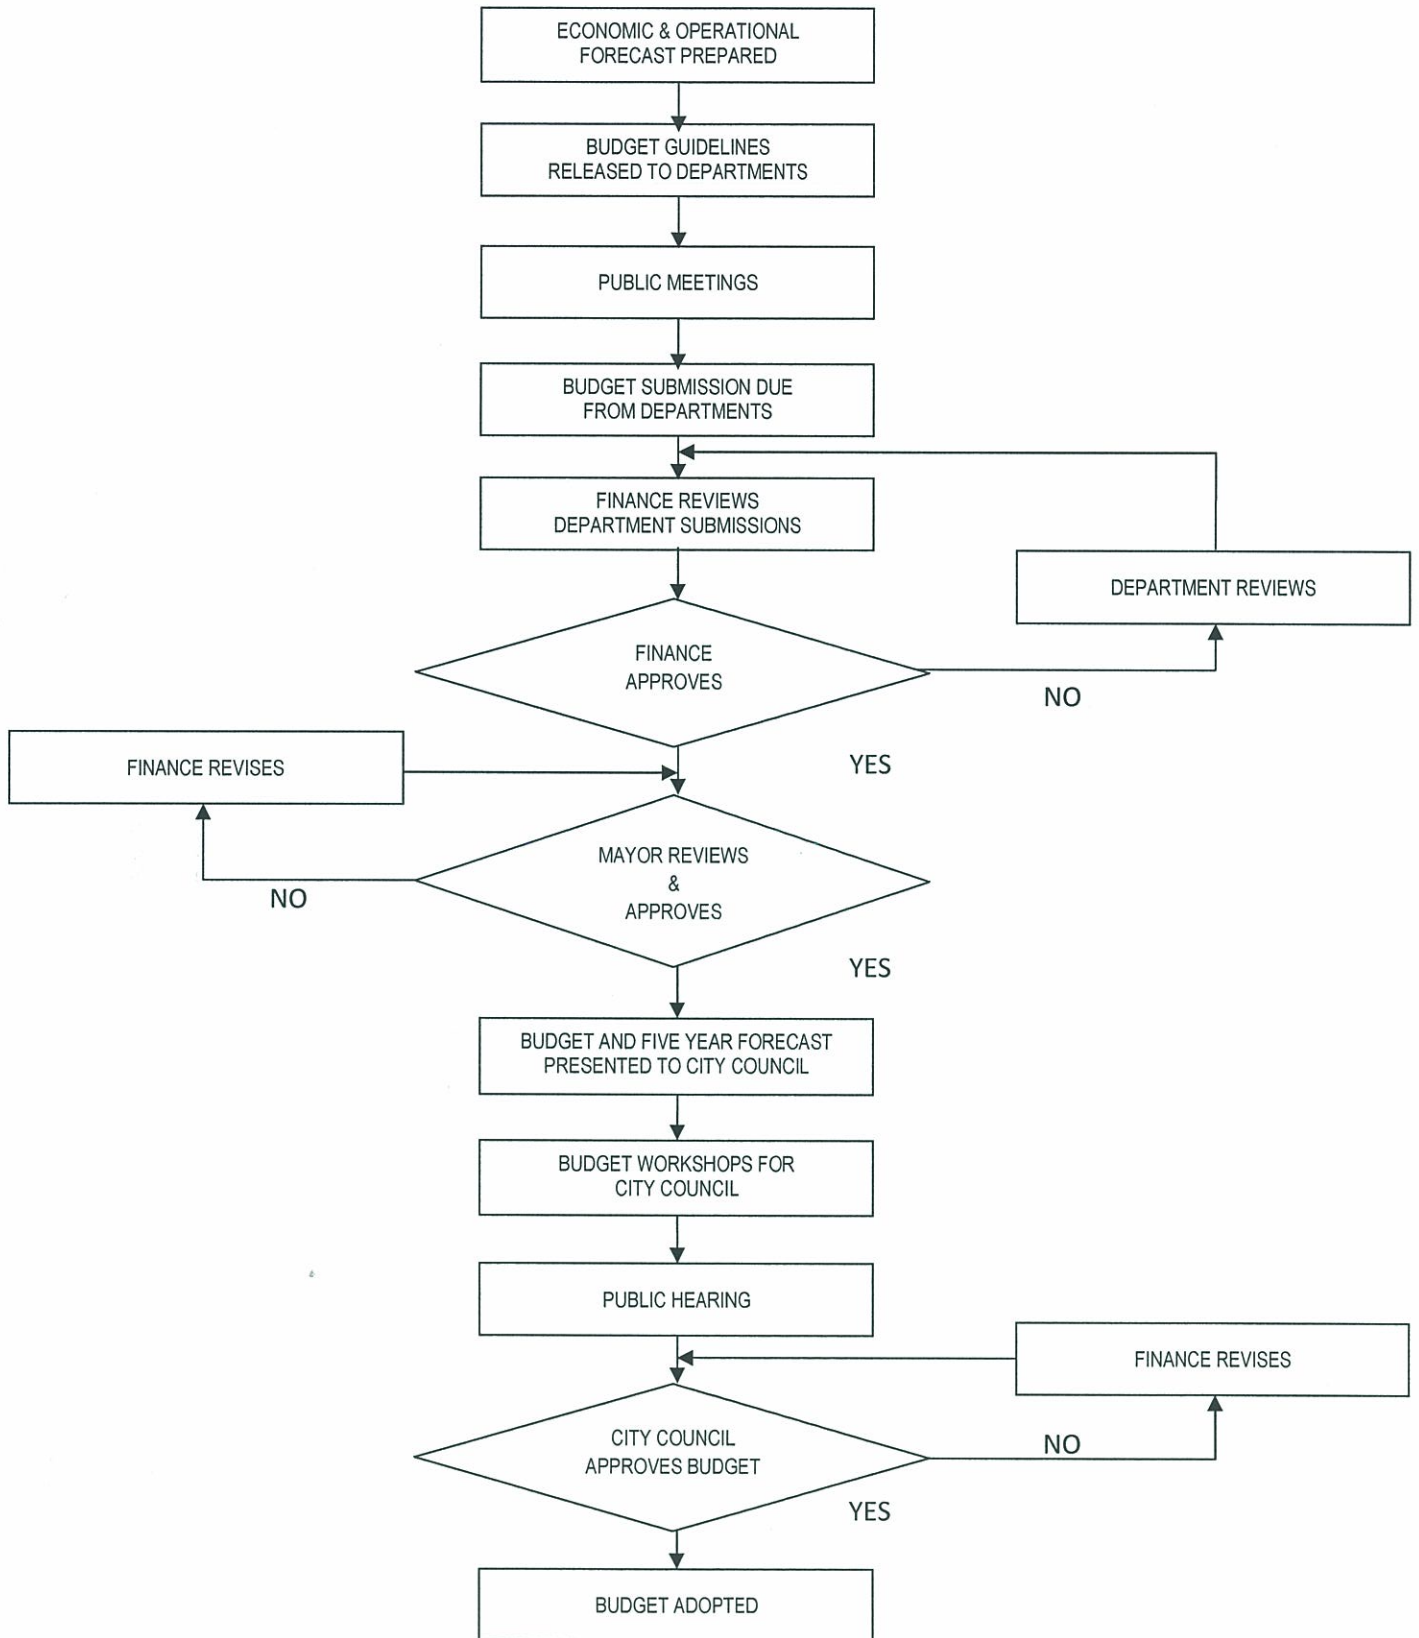 ECONOMIC & OPERATIONAL
FORECAST PREPARED
BUDGET GUIDELINES
RELEASED TO DEPARTMENTS
PUBLIC MEETINGS
BUDGET SUBMISSION DUE
FROM DEPARTMENTS
FINANCE REVIEWS
DEPARTMENT SUBMISSIONS
DEPARTMENT REVIEWS
FINANCE
APPROVES
NO
YES
FINANCE REVISES
MAYOR REVIEWS
&
APPROVES
NO
YES
BUDGET AND FIVE YEAR FORECAST
PRESENTED TO CITY COUNCIL
BUDGET WORKSHOPS FOR
CITY COUNCIL
PUBLIC HEARING
FINANCE REVISES
CITY COUNCIL
APPROVES BUDGET
NO
YES
BUDGET ADOPTED